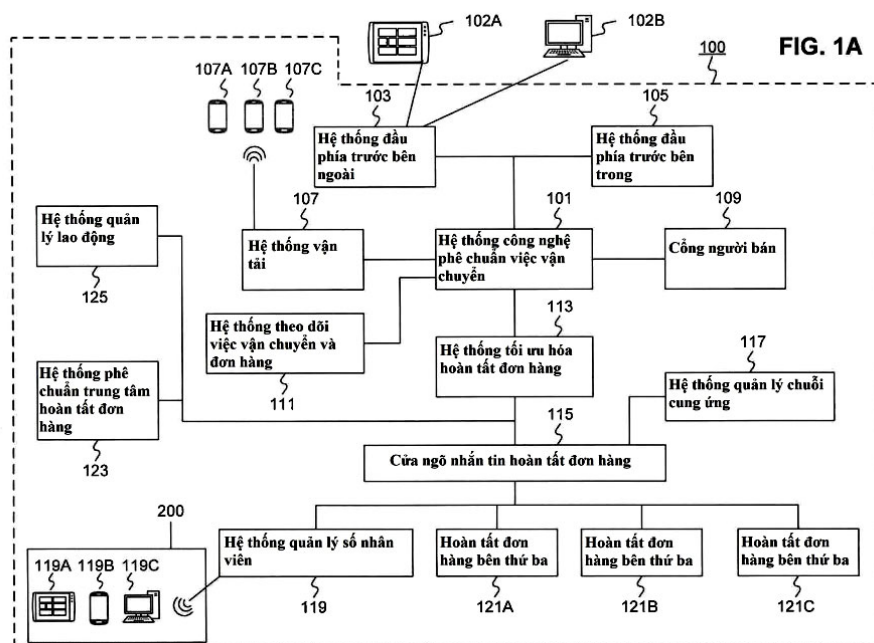 102A
102B
FIG. 1A
100
107A
107B
107C
103
105
Hệ thống đầu
phía trước bên
ngoài
Hệ thống đầu
phía trước bên
trong
Hệ thống quản
lý lao động
125
107
Hệ thống vận
tải
101
Hệ thống công nghệ
phê chuẩn việc vận
chuyển
109
Cổng người bán
Hệ thống theo dõi
việc vận chuyển và
đơn hàng
111
113
Hệ thống tối ưu hóa
hoàn tất đơn hàng
117
Hệ thống quản lý chuỗi
cung ứng
Hệ thống phê
chuẩn trung tâm
hoàn tất đơn
hàng
123
115
Cửa ngõ nhắn tin hoàn tất đơn hàng
200
119A
119B
119C
Hệ thống quản lý số nhân
viên
119
Hoàn tất đơn
hàng bên thứ ba
121A
Hoàn tất đơn
hàng bên thứ ba
121B
Hoàn tất đơn
hàng bên thứ ba
121C